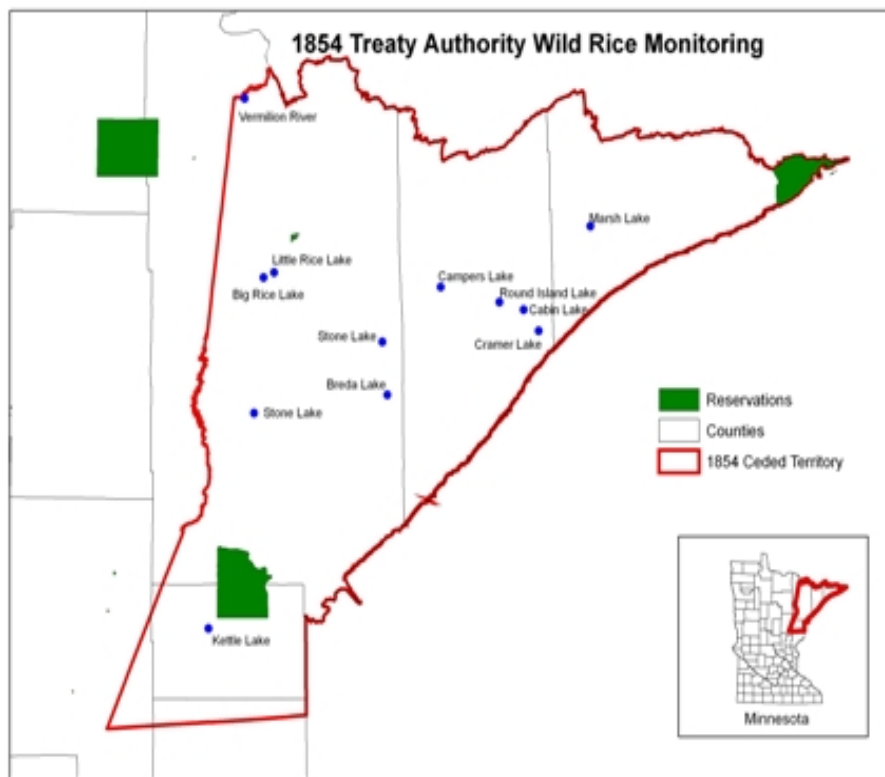 1854 Treaty Authority Wild Rice Monitoring
Vermilion River
Marsh Lake
Little Rice Lake
Big Rice Lake
Campers Lake
Round Island Lake
Cabin Lake
Stone Lake
Cramer Lake
Breda Lake
Stone Lake
Reservations
Counties
1854 Ceded Territory
Kettle Lake
Minnesota